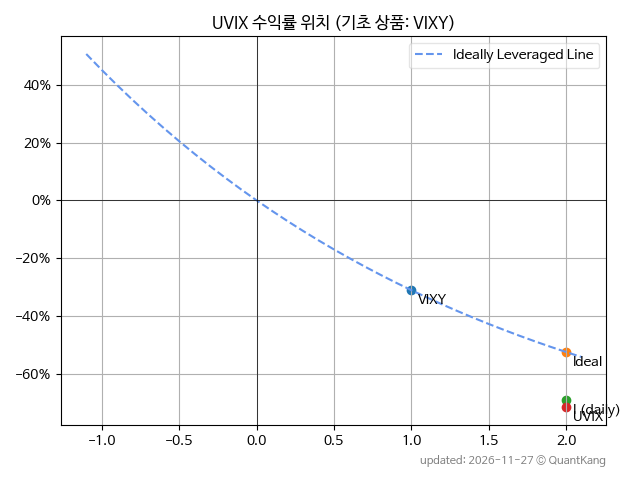 UVIX 수익률 위치 (기초 상품: VIXY)
Ideally Leveraged Line
40%
20%
0%
−20%
−40%
−60%
VIXY
Ideal
(daily)
UVIX
−1.0
−0.5
0.0
0.5
1.0
1.5
2.0
updated: 2026-11-27 © QuantKang